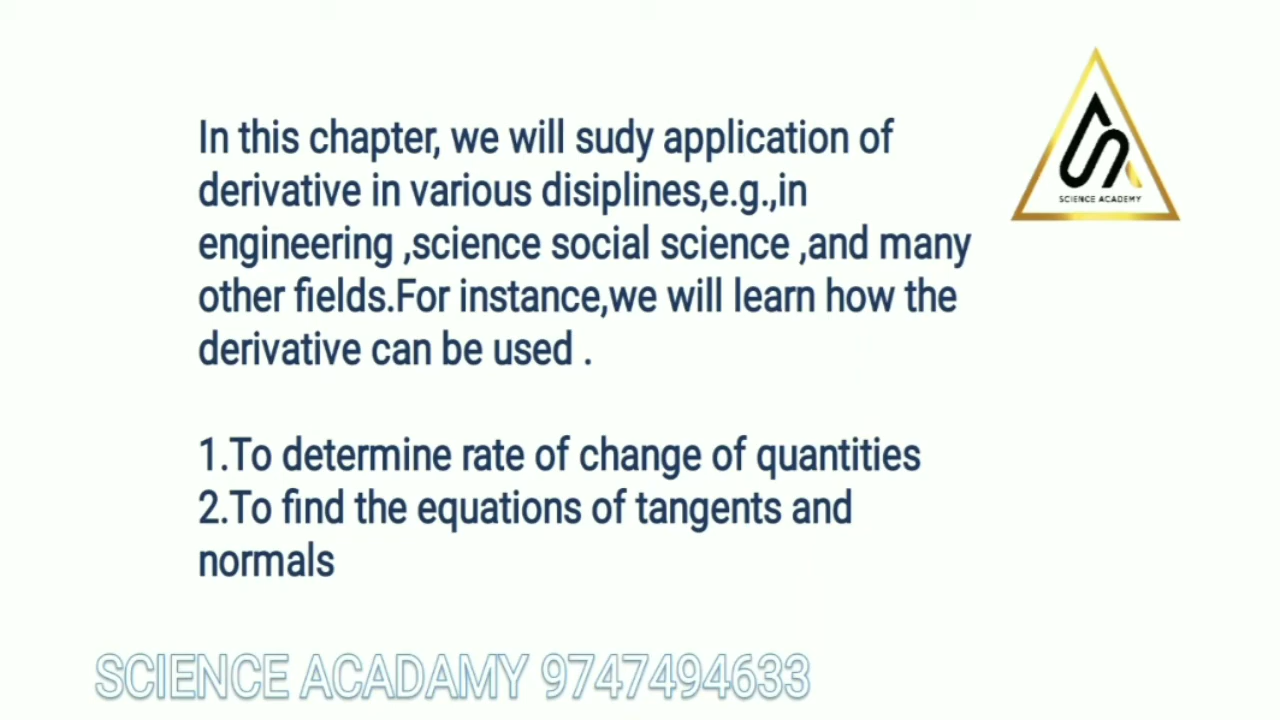 In this chapter, we will sudy application of
derivative in various disiplines,e.g.,in
engineering ,science social science ,and many
other fields.For instance,we will learn how the
derivative can be used .
1.To determine rate of change of quantities
2.To find the equations of tangents and
normals
SCIENCE ACADEMY
SCIENCE ACADAMY 9747494633